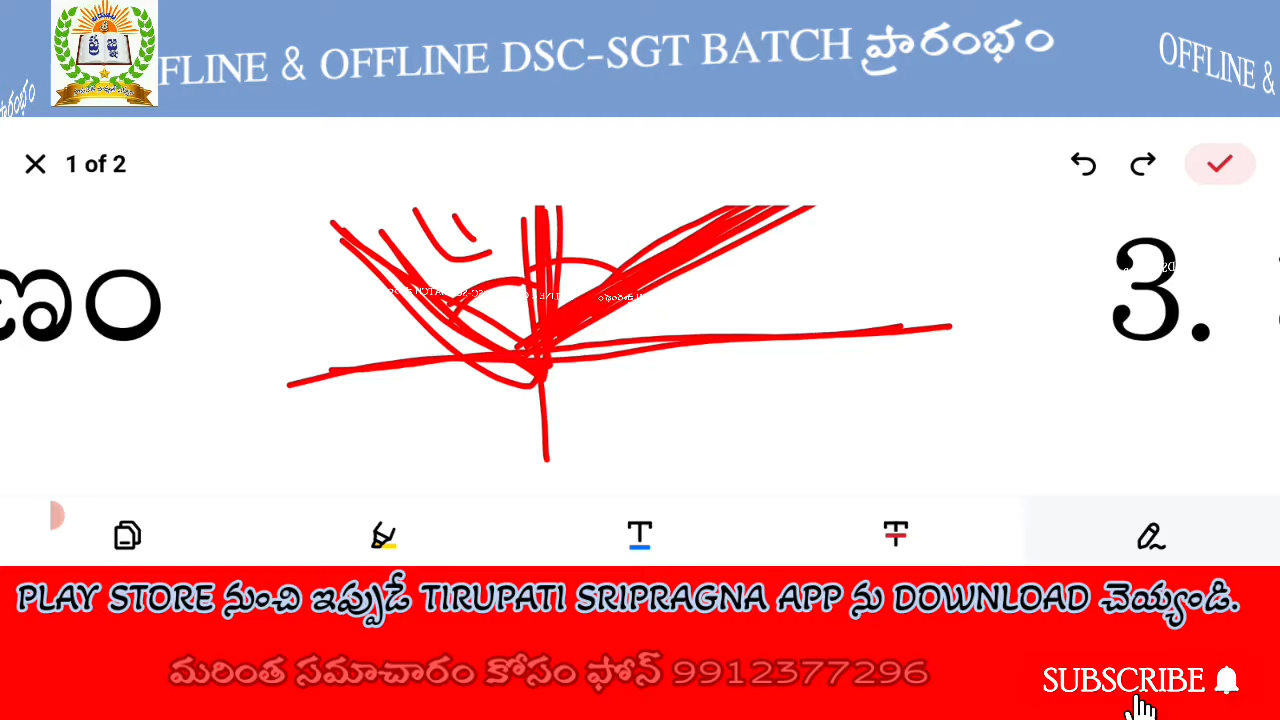 FLINE & OFFLINE DSC-SGT BATCH ప్రారంభం
OFFLINE &
1 of 2
ణం
3.
PLAY STORE నుంచి ఇప్పుడే TIRUPATI SRIPRAGNA APP ను DOWNLOAD చెయ్యండి.
మరింత సమాచారం కోసం ఫోన్ 9912377296
SUBSCRIBE